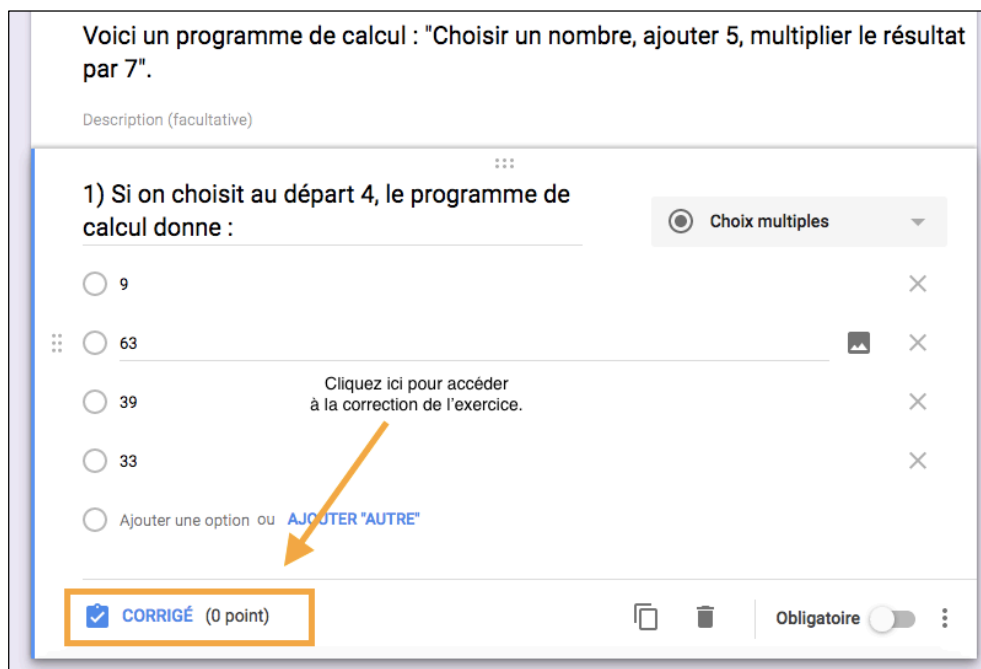 Voici un programme de calcul : "Choisir un nombre, ajouter 5, multiplier le résultat
par 7".
Description (facultative)
1) Si on choisit au départ 4, le programme de
calcul donne :
Choix multiples
9
63
Cliquez ici pour accéder
à la correction de l’exercice.
39
33
Ajouter une option ou AJOUTER "AUTRE"
CORRIGÉ (0 point)
Obligatoire